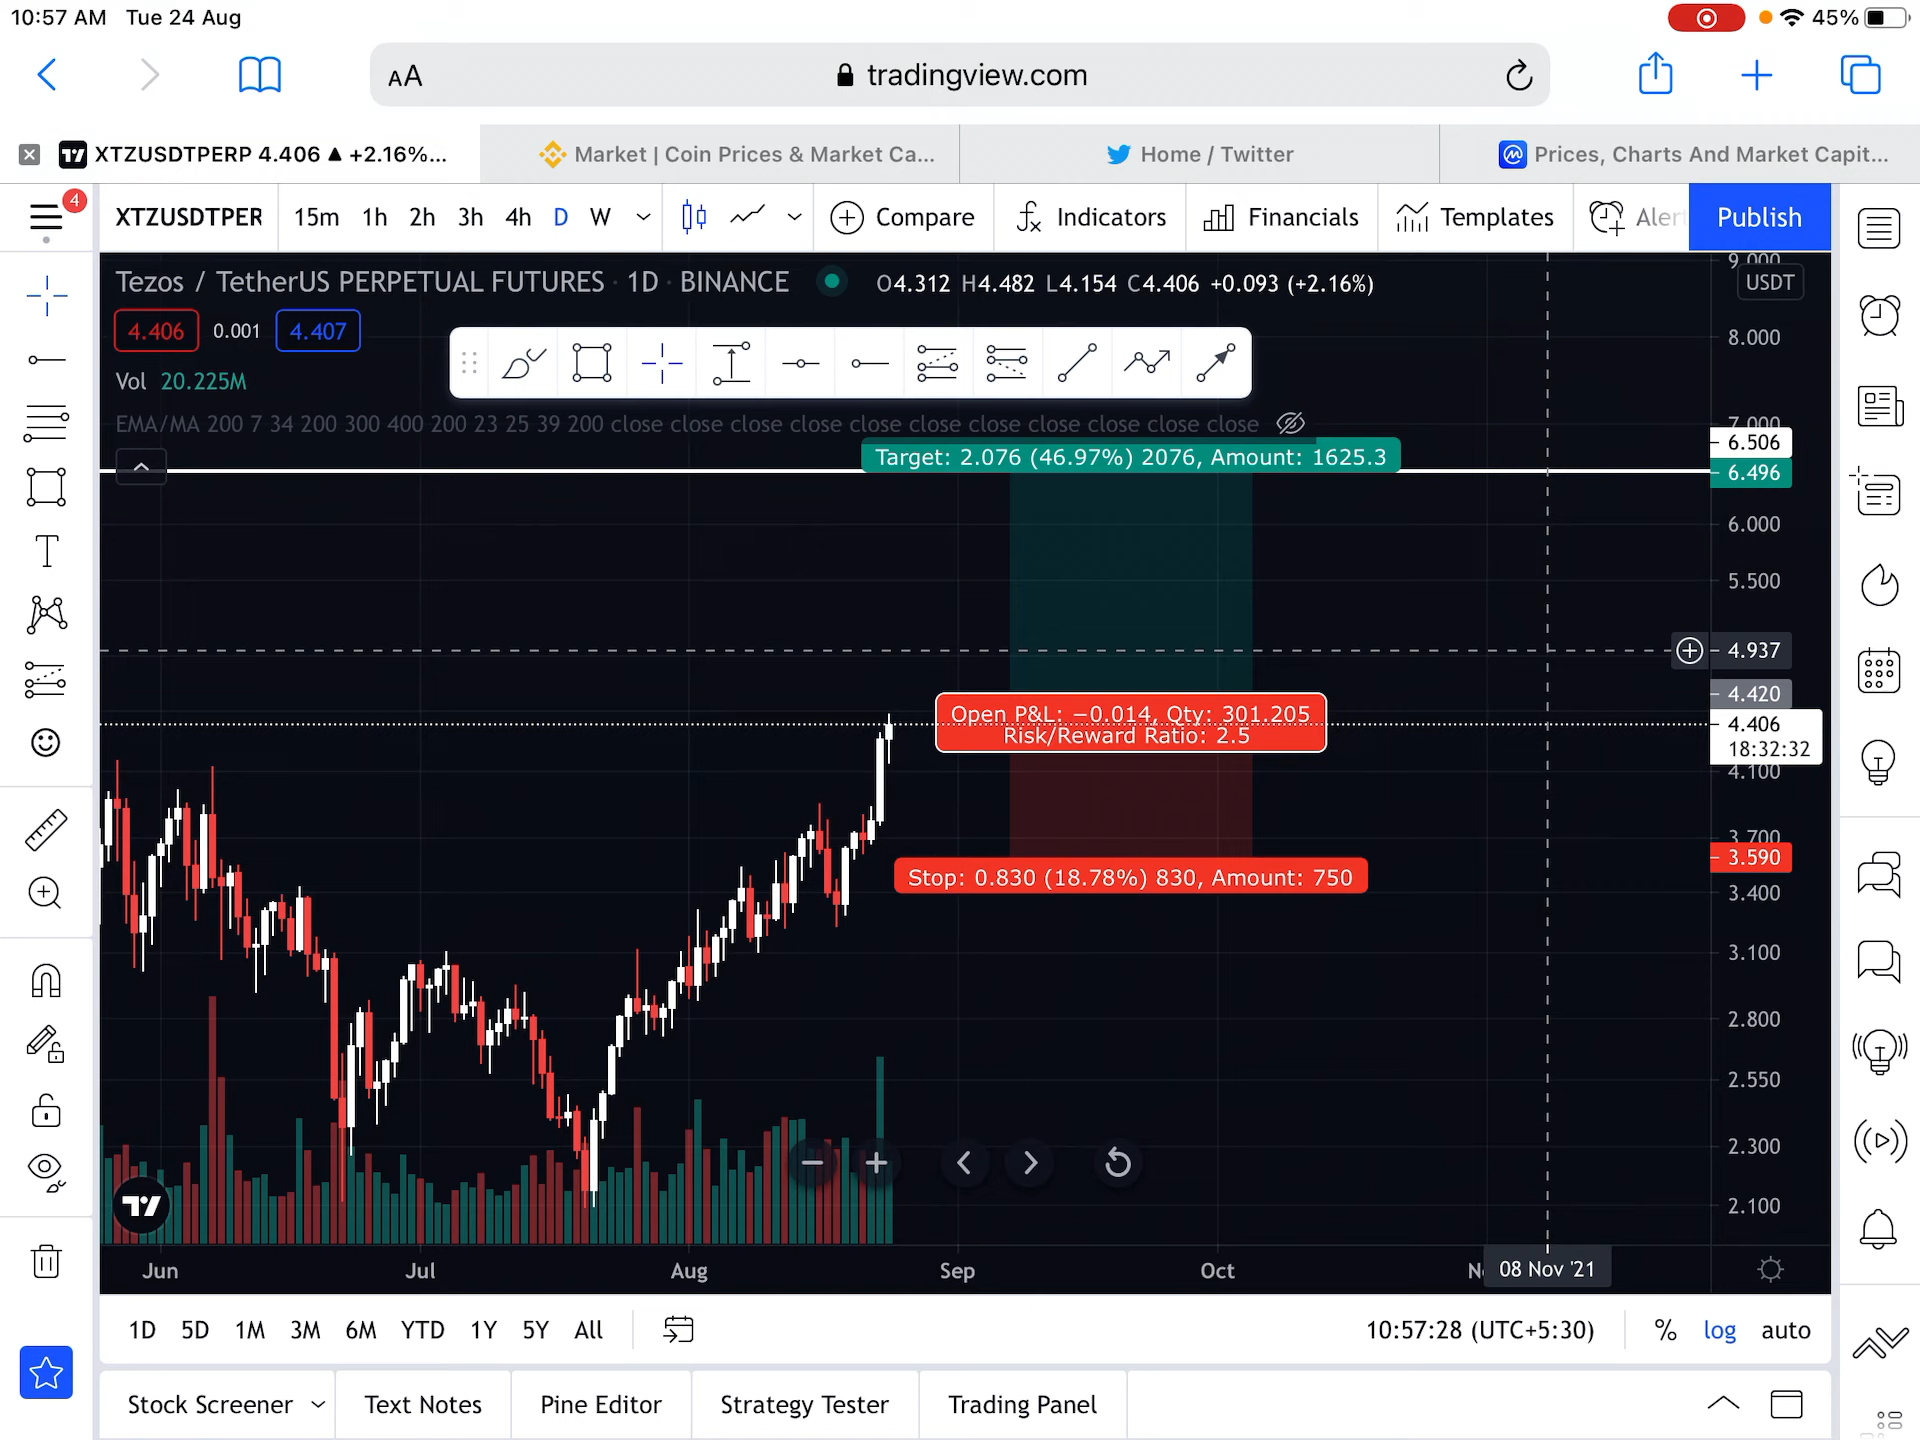 10:57 AM Tue 24 Aug
45%
AA
tradingview.com
XTZUSDTPERP 4.406 ▲ +2.16%...
Market | Coin Prices & Market Ca...
Home / Twitter
Prices, Charts And Market Capit...
4
XTZUSDTPER
15m 1h 2h 3h 4h D W
Compare
Indicators
Financials
Templates
Aler
Publish
Tezos / TetherUS PERPETUAL FUTURES · 1D · BINANCE
O4.312 H4.482 L4.154 C4.406 +0.093 (+2.16%)
USDT
9.000
4.406 0.001 4.407
8.000
Vol 20.225M
EMA/MA 200 7 34 200 300 400 200 23 25 39 200 close close close close close close close close close close close
7.000
6.506
Target: 2.076 (46.97%) 2076, Amount: 1625.3
6.496
6.000
5.500
4.937
4.420
Open P&L: −0.014, Qty: 301.205
Risk/Reward Ratio: 2.5
4.406
18:32:32
4.100
3.700
3.590
Stop: 0.830 (18.78%) 830, Amount: 750
3.400
3.100
2.800
2.550
2.300
2.100
Jun Jul Aug Sep Oct N
08 Nov '21
1D 5D 1M 3M 6M YTD 1Y 5Y All
10:57:28 (UTC+5:30)
% log auto
Stock Screener
Text Notes
Pine Editor
Strategy Tester
Trading Panel